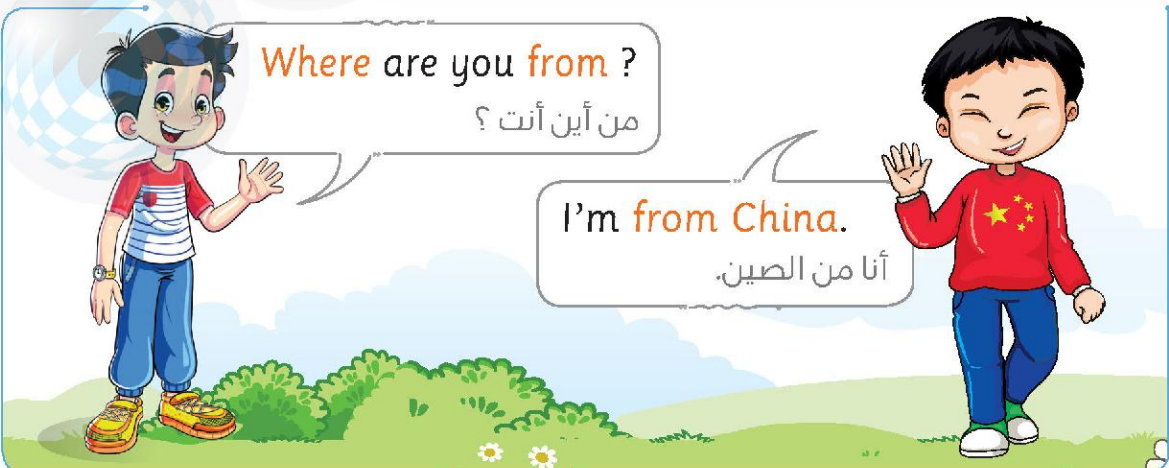 Where are you from ?
من أين أنت ؟
I'm from China.
أنا من الصين.